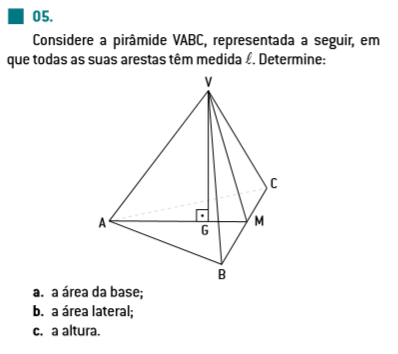 05.
Considere a pirâmide VABC, representada a seguir, em
que todas as suas arestas têm medida ℓ. Determine:
V
C
A
G
M
B
a. a área da base;
b. a área lateral;
c. a altura.